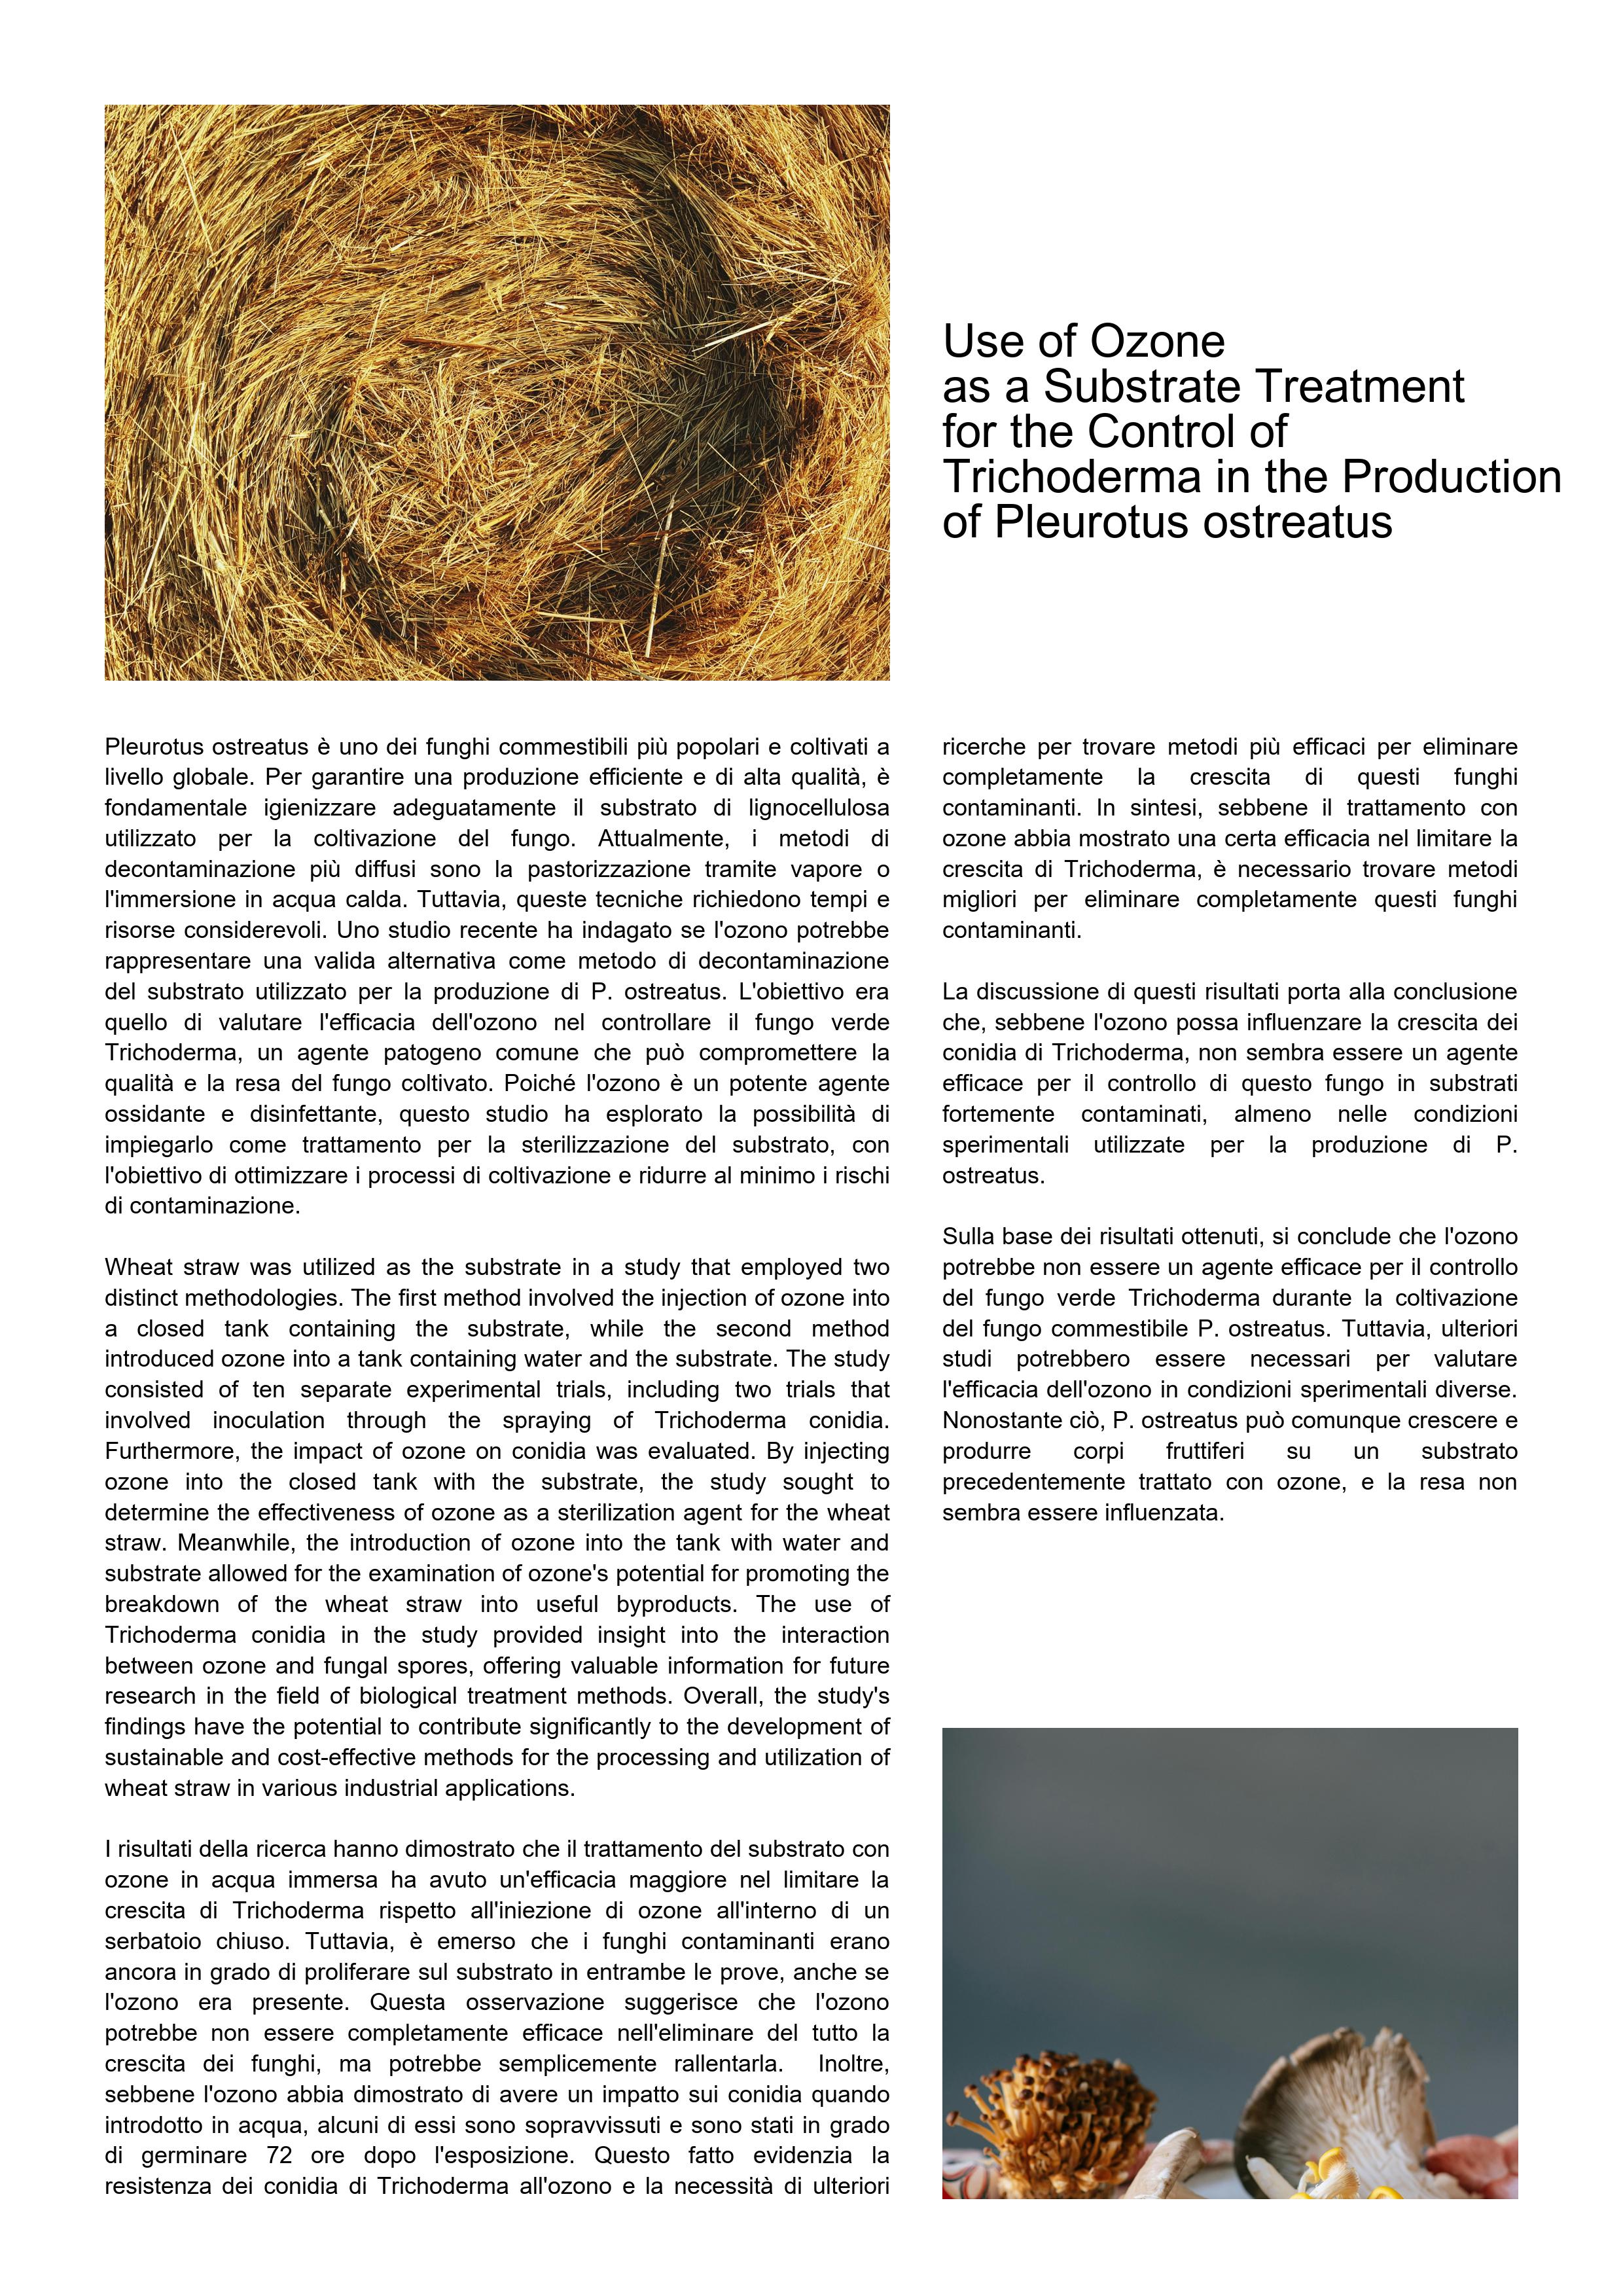 Use of Ozone
as a Substrate Treatment
for the Control of
Trichoderma in the Production
of Pleurotus ostreatus
Pleurotus ostreatus è uno dei funghi commestibili più popolari e coltivati a
livello globale. Per garantire una produzione efficiente e di alta qualità, è
fondamentale igienizzare adeguatamente il substrato di lignocellulosa
utilizzato per la coltivazione del fungo. Attualmente, i metodi di
decontaminazione più diffusi sono la pastorizzazione tramite vapore o
l'immersione in acqua calda. Tuttavia, queste tecniche richiedono tempi e
risorse considerevoli. Uno studio recente ha indagato se l'ozono potrebbe
rappresentare una valida alternativa come metodo di decontaminazione
del substrato utilizzato per la produzione di P. ostreatus. L'obiettivo era
quello di valutare l'efficacia dell'ozono nel controllare il fungo verde
Trichoderma, un agente patogeno comune che può compromettere la
qualità e la resa del fungo coltivato. Poiché l'ozono è un potente agente
ossidante e disinfettante, questo studio ha esplorato la possibilità di
impiegarlo come trattamento per la sterilizzazione del substrato, con
l'obiettivo di ottimizzare i processi di coltivazione e ridurre al minimo i rischi
di contaminazione.
Wheat straw was utilized as the substrate in a study that employed two
distinct methodologies. The first method involved the injection of ozone into
a closed tank containing the substrate, while the second method
introduced ozone into a tank containing water and the substrate. The study
consisted of ten separate experimental trials, including two trials that
involved inoculation through the spraying of Trichoderma conidia.
Furthermore, the impact of ozone on conidia was evaluated. By injecting
ozone into the closed tank with the substrate, the study sought to
determine the effectiveness of ozone as a sterilization agent for the wheat
straw. Meanwhile, the introduction of ozone into the tank with water and
substrate allowed for the examination of ozone's potential for promoting the
breakdown of the wheat straw into useful byproducts. The use of
Trichoderma conidia in the study provided insight into the interaction
between ozone and fungal spores, offering valuable information for future
research in the field of biological treatment methods. Overall, the study's
findings have the potential to contribute significantly to the development of
sustainable and cost-effective methods for the processing and utilization of
wheat straw in various industrial applications.
I risultati della ricerca hanno dimostrato che il trattamento del substrato con
ozone in acqua immersa ha avuto un'efficacia maggiore nel limitare la
crescita di Trichoderma rispetto all'iniezione di ozone all'interno di un
serbatoio chiuso. Tuttavia, è emerso che i funghi contaminanti erano
ancora in grado di proliferare sul substrato in entrambe le prove, anche se
l'ozono era presente. Questa osservazione suggerisce che l'ozono
potrebbe non essere completamente efficace nell'eliminare del tutto la
crescita dei funghi, ma potrebbe semplicemente rallentarla. Inoltre,
sebbene l'ozono abbia dimostrato di avere un impatto sui conidia quando
introdotto in acqua, alcuni di essi sono sopravvissuti e sono stati in grado
di germinare 72 ore dopo l'esposizione. Questo fatto evidenzia la
resistenza dei conidia di Trichoderma all'ozono e la necessità di ulteriori
ricerche per trovare metodi più efficaci per eliminare
completamente la crescita di questi funghi
contaminanti. In sintesi, sebbene il trattamento con
ozone abbia mostrato una certa efficacia nel limitare la
crescita di Trichoderma, è necessario trovare metodi
migliori per eliminare completamente questi funghi
contaminanti.
La discussione di questi risultati porta alla conclusione
che, sebbene l'ozono possa influenzare la crescita dei
conidia di Trichoderma, non sembra essere un agente
efficace per il controllo di questo fungo in substrati
fortemente contaminati, almeno nelle condizioni
sperimentali utilizzate per la produzione di P.
ostreatus.
Sulla base dei risultati ottenuti, si conclude che l'ozono
potrebbe non essere un agente efficace per il controllo
del fungo verde Trichoderma durante la coltivazione
del fungo commestibile P. ostreatus. Tuttavia, ulteriori
studi potrebbero essere necessari per valutare
l'efficacia dell'ozono in condizioni sperimentali diverse.
Nonostante ciò, P. ostreatus può comunque crescere e
produrre corpi fruttiferi su un substrato
precedentemente trattato con ozone, e la resa non
sembra essere influenzata.